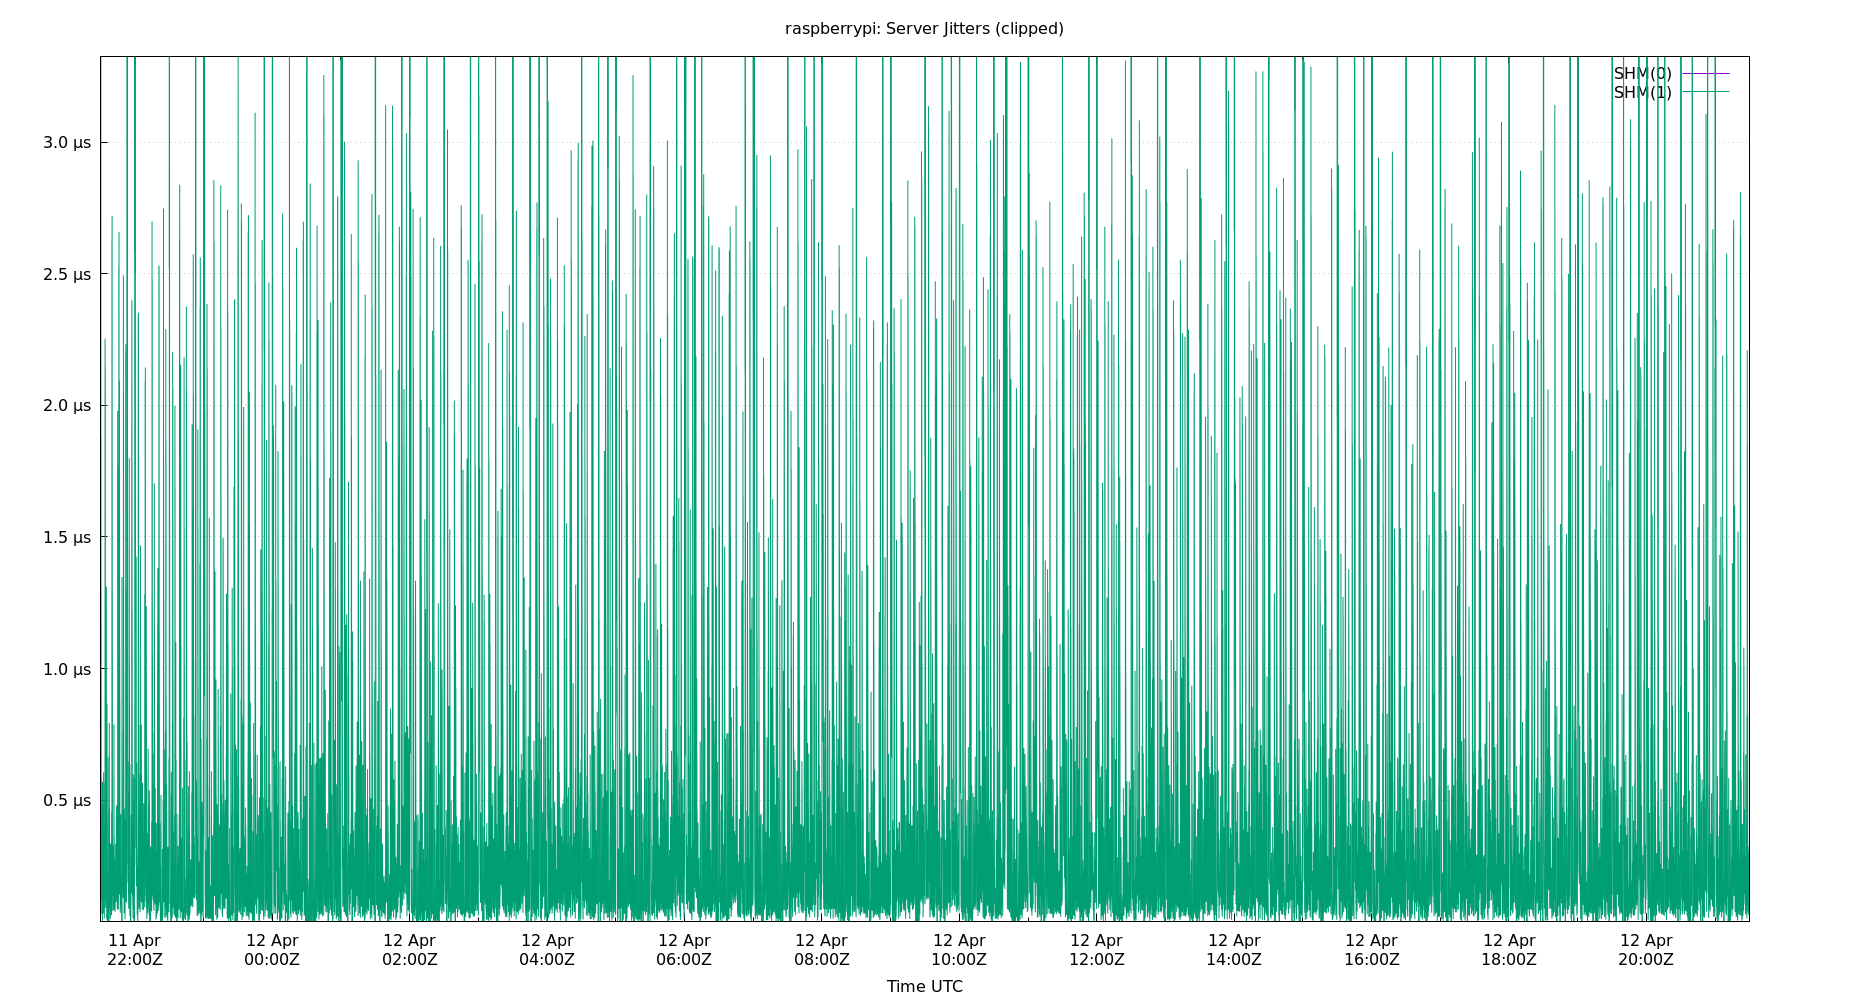 raspberrypi: Server Jitters (clipped)
SHM(0)
SHM(1)
3.0 μs
2.5 μs
2.0 μs
1.5 μs
1.0 μs
0.5 μs
11 Apr 12 Apr 12 Apr 12 Apr 12 Apr 12 Apr 12 Apr 12 Apr 12 Apr 12 Apr 12 Apr 12 Apr
22:00Z 00:00Z 02:00Z 04:00Z 06:00Z 08:00Z 10:00Z 12:00Z 14:00Z 16:00Z 18:00Z 20:00Z
Time UTC